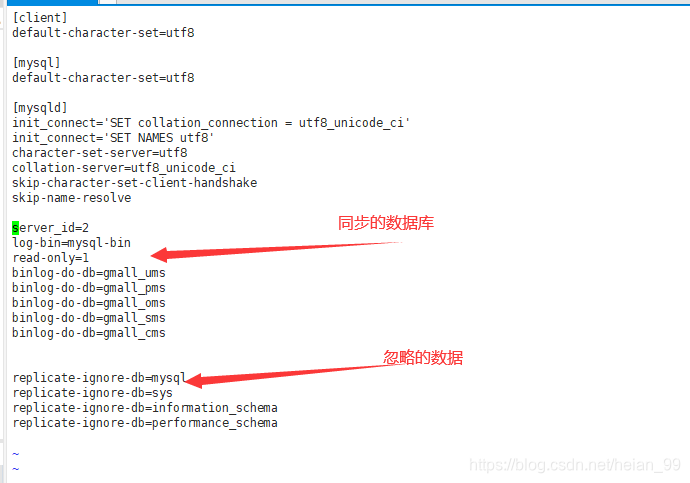 [client]
default-character-set=utf8
[mysql]
default-character-set=utf8
[mysqld]
init_connect='SET collation_connection = utf8_unicode_ci'
init_connect='SET NAMES utf8'
character-set-server=utf8
collation-server=utf8_unicode_ci
skip-character-set-client-handshake
skip-name-resolve
server_id=2
同步的数据库
log-bin=mysql-bin
read-only=1
binlog-do-db=gmall_ums
binlog-do-db=gmall_pms
binlog-do-db=gmall_oms
binlog-do-db=gmall_sms
binlog-do-db=gmall_cms
忽略的数据
replicate-ignore-db=mysql
replicate-ignore-db=sys
replicate-ignore-db=information_schema
replicate-ignore-db=performance_schema
~
~
https://blog.csdn.net/heian_99